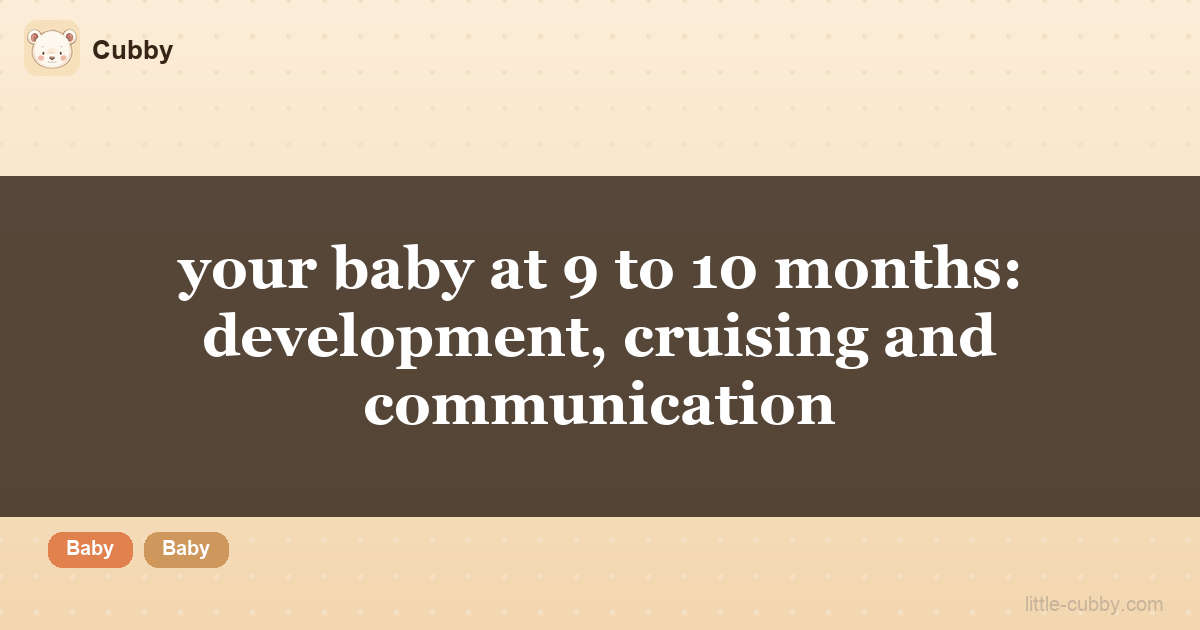 Cubby
your baby at 9 to 10 months:
development, cruising and
communication
Baby Baby
little-cubby.com